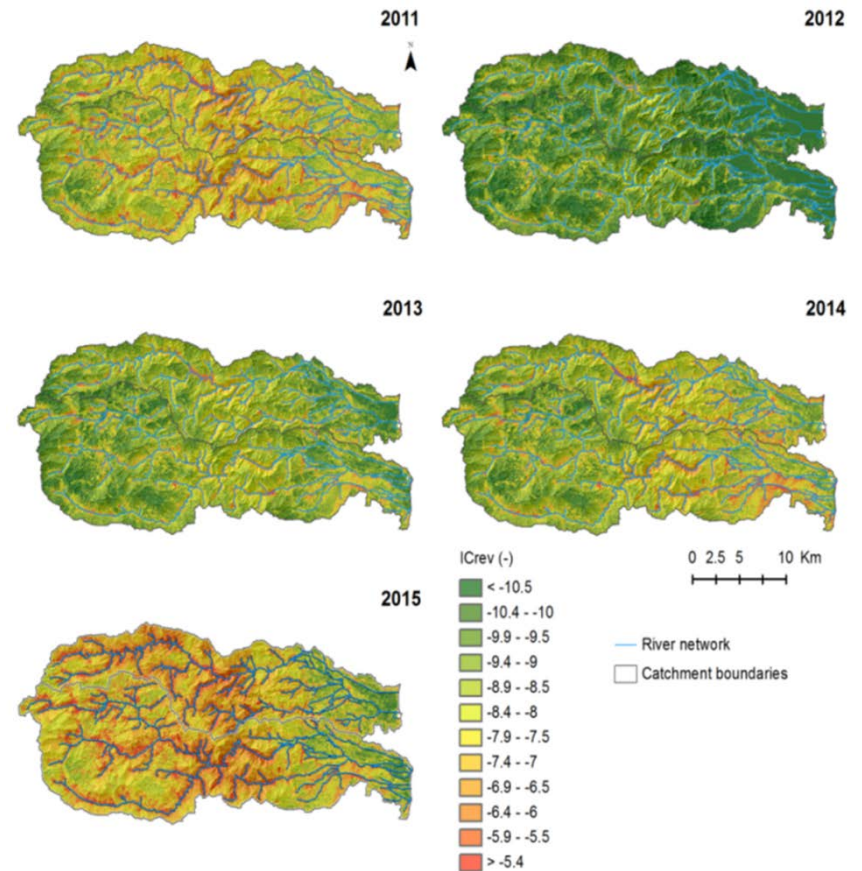 2011
2012
N
2013
2014
ICrev (-)
< -10.5
-10.4 - -10
-9.9 - -9.5
-9.4 - -9
-8.9 - -8.5
-8.4 - -8
-7.9 - -7.5
-7.4 - -7
-6.9 - -6.5
-6.4 - -6
-5.9 - -5.5
> -5.4
0 2.5 5 10 Km
River network
Catchment boundaries
2015